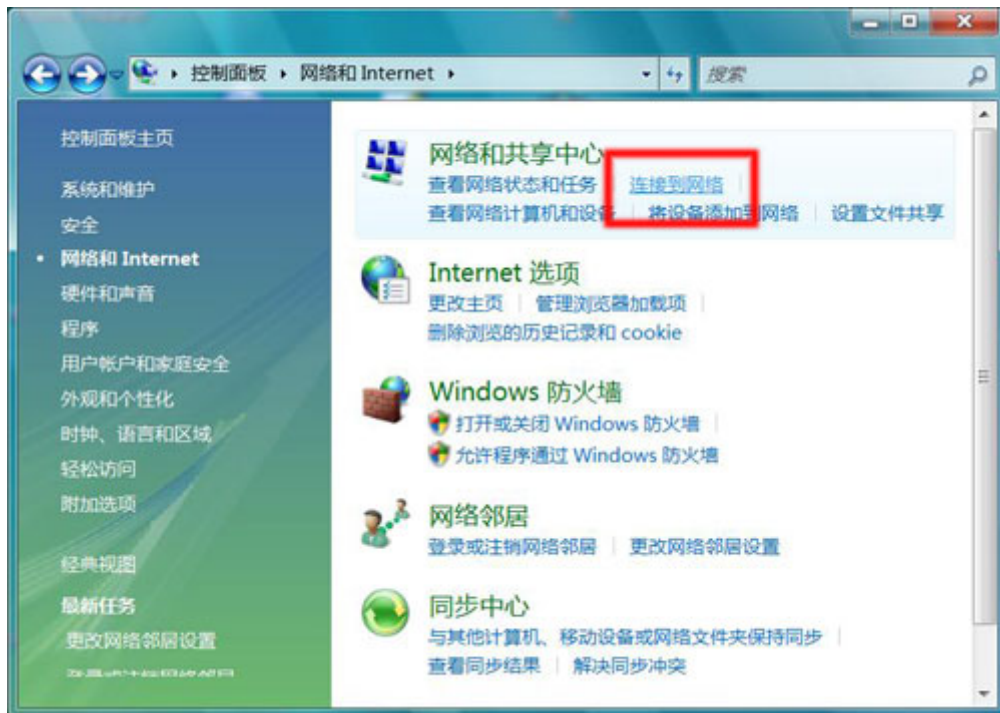 控制面板 网络和 Internet 搜索
控制面板主页
系统和维护
安全
网络和 Internet
硬件和声音
程序
用户帐户和家庭安全
外观和个性化
时钟、语言和区域
轻松访问
附加选项
经典视图
最新任务
更改网络邻居设置
登录或注销网络邻居
网络和共享中心
查看网络状态和任务 连接到网络
查看网络计算机和设备 将设备添加到网络 设置文件共享
Internet 选项
更改主页 管理浏览器加载项
删除浏览的历史记录和 cookie
Windows 防火墙
打开或关闭 Windows 防火墙
允许程序通过 Windows 防火墙
网络邻居
登录或注销网络邻居 更改网络邻居设置
同步中心
与其他计算机、移动设备或网络文件夹保持同步
查看同步结果 解决同步冲突